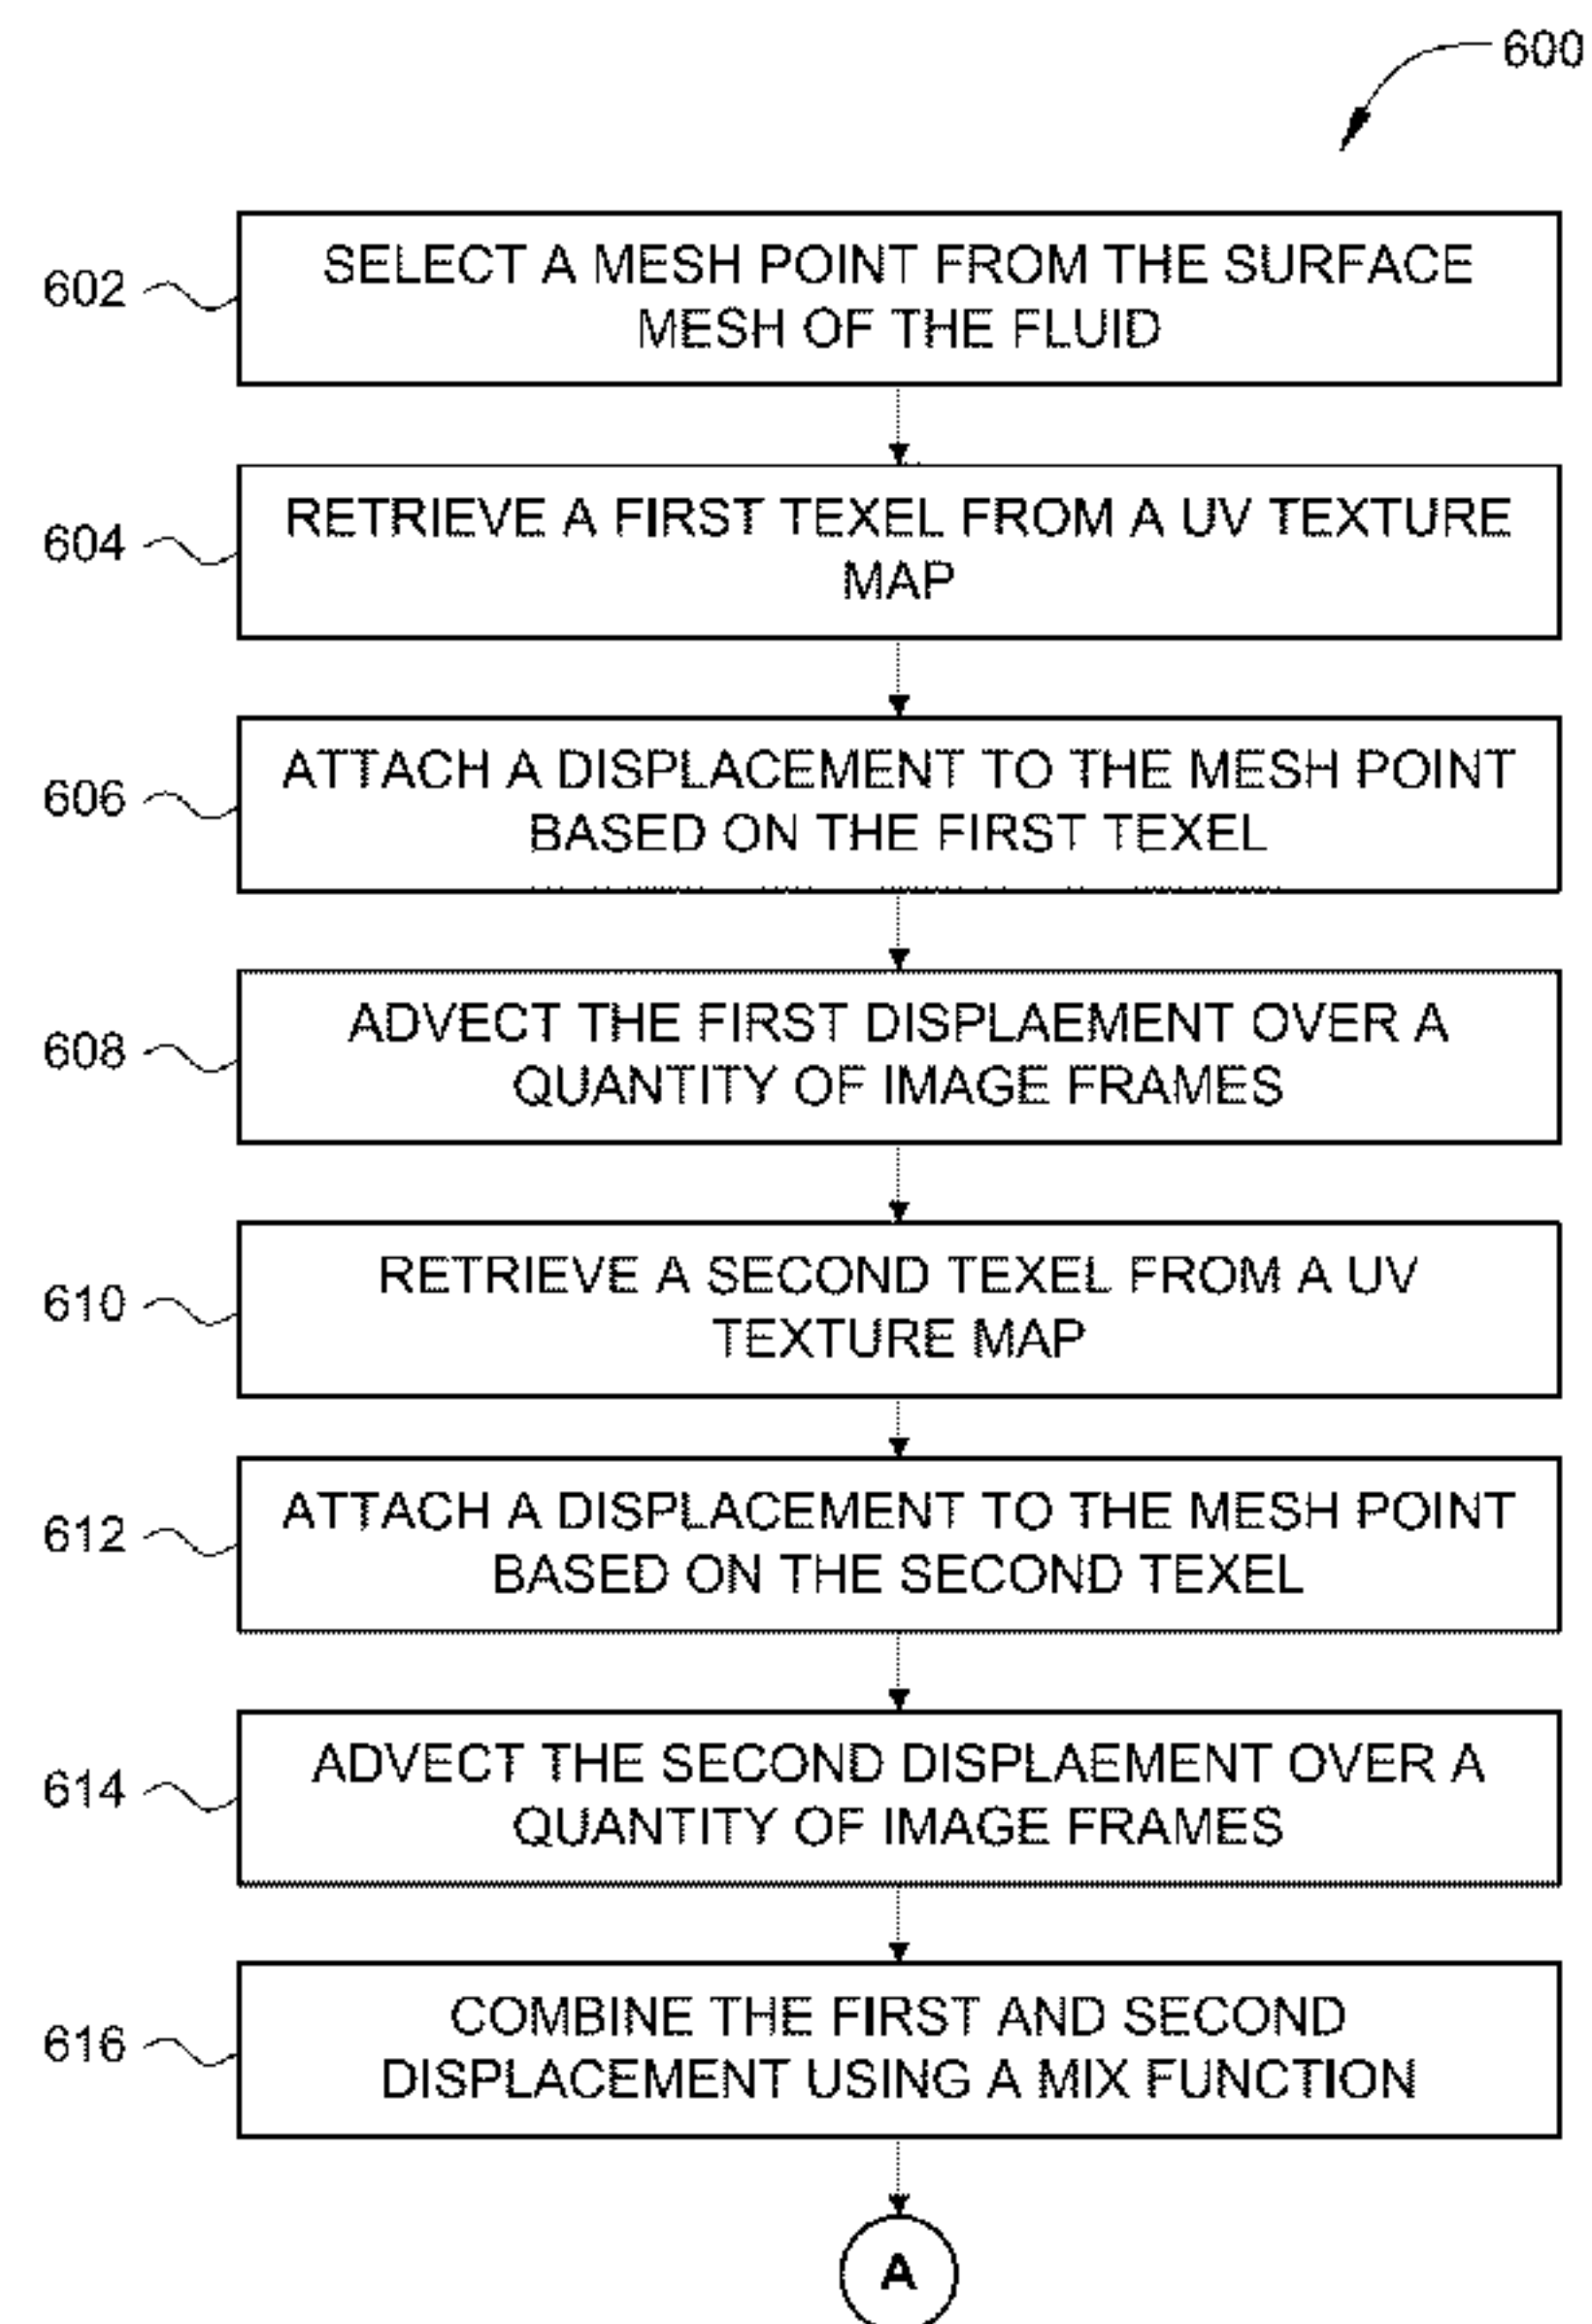 600
602
SELECT A MESH POINT FROM THE SURFACE
MESH OF THE FLUID
604
RETRIEVE A FIRST TEXEL FROM A UV TEXTURE
MAP
606
ATTACH A DISPLACEMENT TO THE MESH POINT
BASED ON THE FIRST TEXEL
608
ADVECT THE FIRST DISPLAEMENT OVER A
QUANTITY OF IMAGE FRAMES
610
RETRIEVE A SECOND TEXEL FROM A UV
TEXTURE MAP
612
ATTACH A DISPLACEMENT TO THE MESH POINT
BASED ON THE SECOND TEXEL
614
ADVECT THE SECOND DISPLAEMENT OVER A
QUANTITY OF IMAGE FRAMES
616
COMBINE THE FIRST AND SECOND
DISPLACEMENT USING A MIX FUNCTION
A